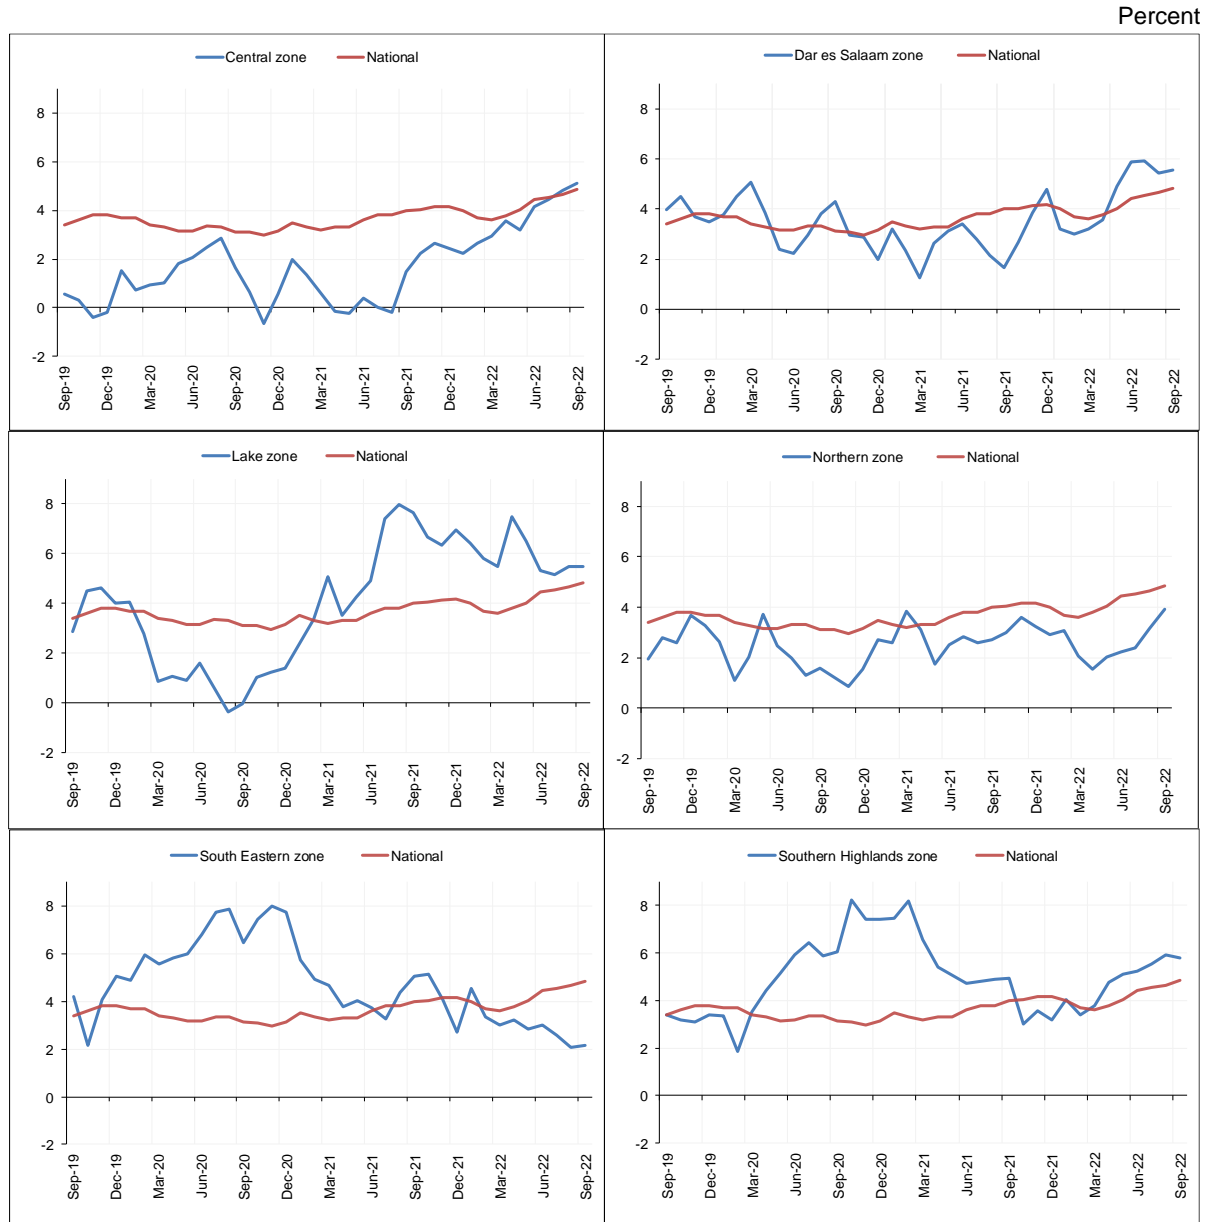 Percent
Central zone National
8
6
4
2
0
-2
Sep-19 Dec-19 Mar-20 Jun-20 Sep-20 Dec-20 Mar-21 Jun-21 Sep-21 Dec-21 Mar-22 Jun-22 Sep-22
Dar es Salaam zone National
8
6
4
2
0
-2
Sep-19 Dec-19 Mar-20 Jun-20 Sep-20 Dec-20 Mar-21 Jun-21 Sep-21 Dec-21 Mar-22 Jun-22 Sep-22
Lake zone National
8
6
4
2
0
-2
Sep-19 Dec-19 Mar-20 Jun-20 Sep-20 Dec-20 Mar-21 Jun-21 Sep-21 Dec-21 Mar-22 Jun-22 Sep-22
Northern zone National
8
6
4
2
0
-2
Sep-19 Dec-19 Mar-20 Jun-20 Sep-20 Dec-20 Mar-21 Jun-21 Sep-21 Dec-21 Mar-22 Jun-22 Sep-22
South Eastern zone National
8
6
4
2
0
-2
Sep-19 Dec-19 Mar-20 Jun-20 Sep-20 Dec-20 Mar-21 Jun-21 Sep-21 Dec-21 Mar-22 Jun-22 Sep-22
Southern Highlands zone National
8
6
4
2
0
-2
Sep-19 Dec-19 Mar-20 Jun-20 Sep-20 Dec-20 Mar-21 Jun-21 Sep-21 Dec-21 Mar-22 Jun-22 Sep-22